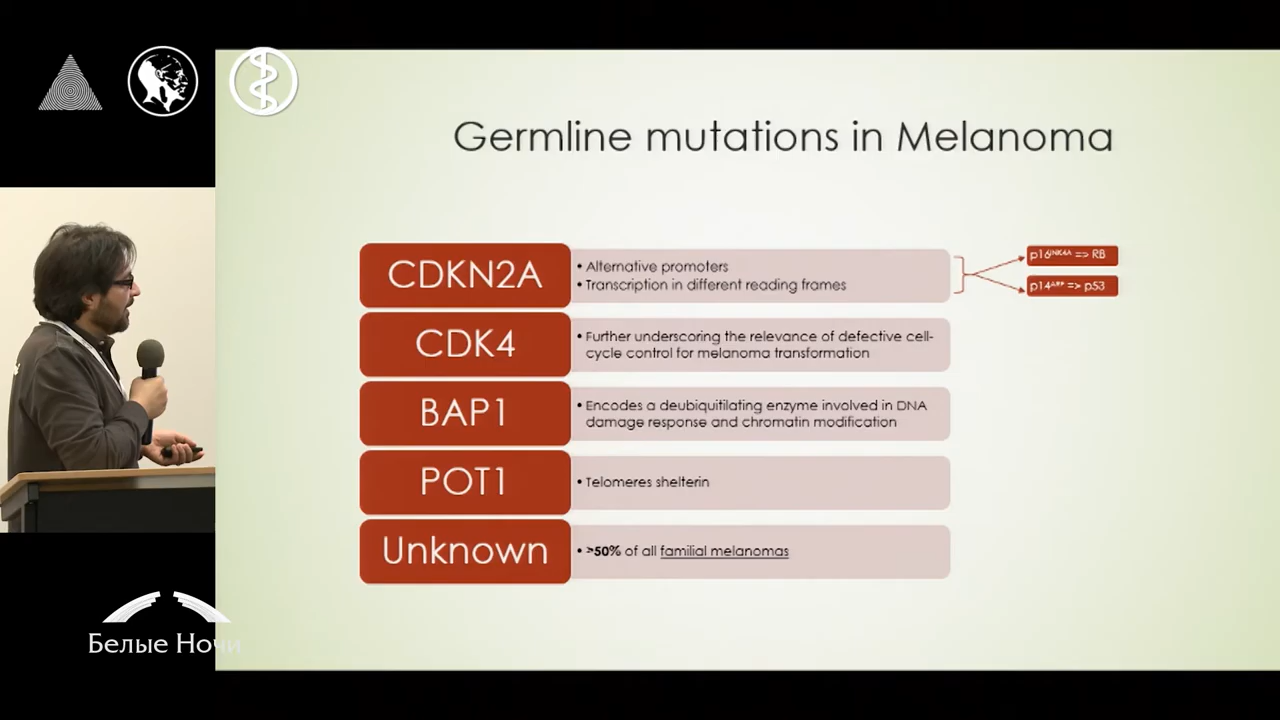 Germline mutations in Melanoma
CDKN2A
• Alternative promoters
• Transcription in different reading frames
p16INK4A => RB
p14ARF => p53
CDK4
• Further underscoring the relevance of defective cell-
cycle control for melanoma transformation
BAP1
• Encodes a deubiquitilating enzyme involved in DNA
damage response and chromatin modification
POT1
• Telomeres shelterin
Unknown
• >50% of all familial melanomas
Белые Ночи